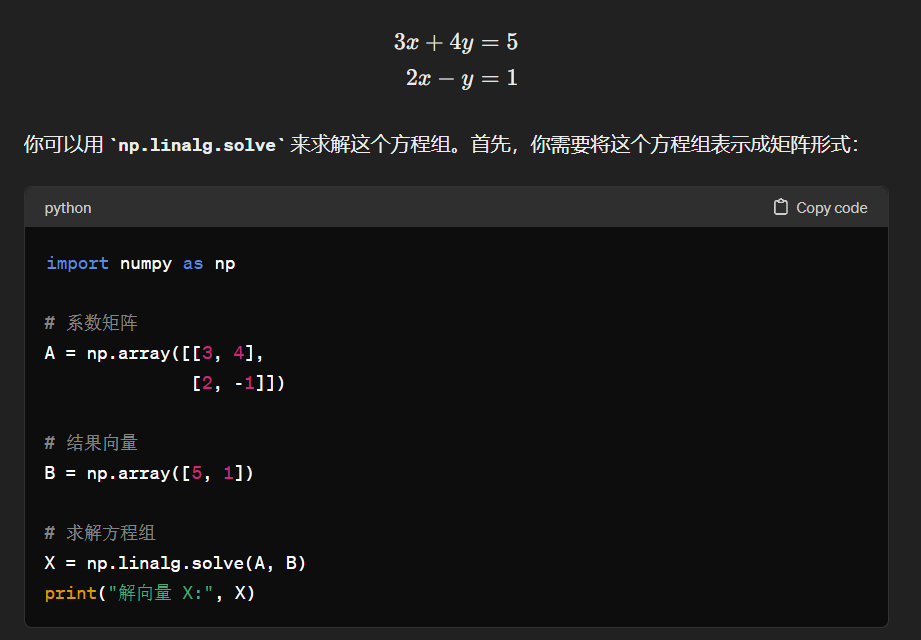 3x + 4y = 5
2x − y = 1
你可以用 `np.linalg.solve` 来求解这个方程组。首先，你需要将这个方程组表示成矩阵形式：
python
Copy code
import numpy as np
# 系数矩阵
A = np.array([[3, 4],
[2, -1]])
# 结果向量
B = np.array([5, 1])
# 求解方程组
X = np.linalg.solve(A, B)
print("解向量 X:", X)